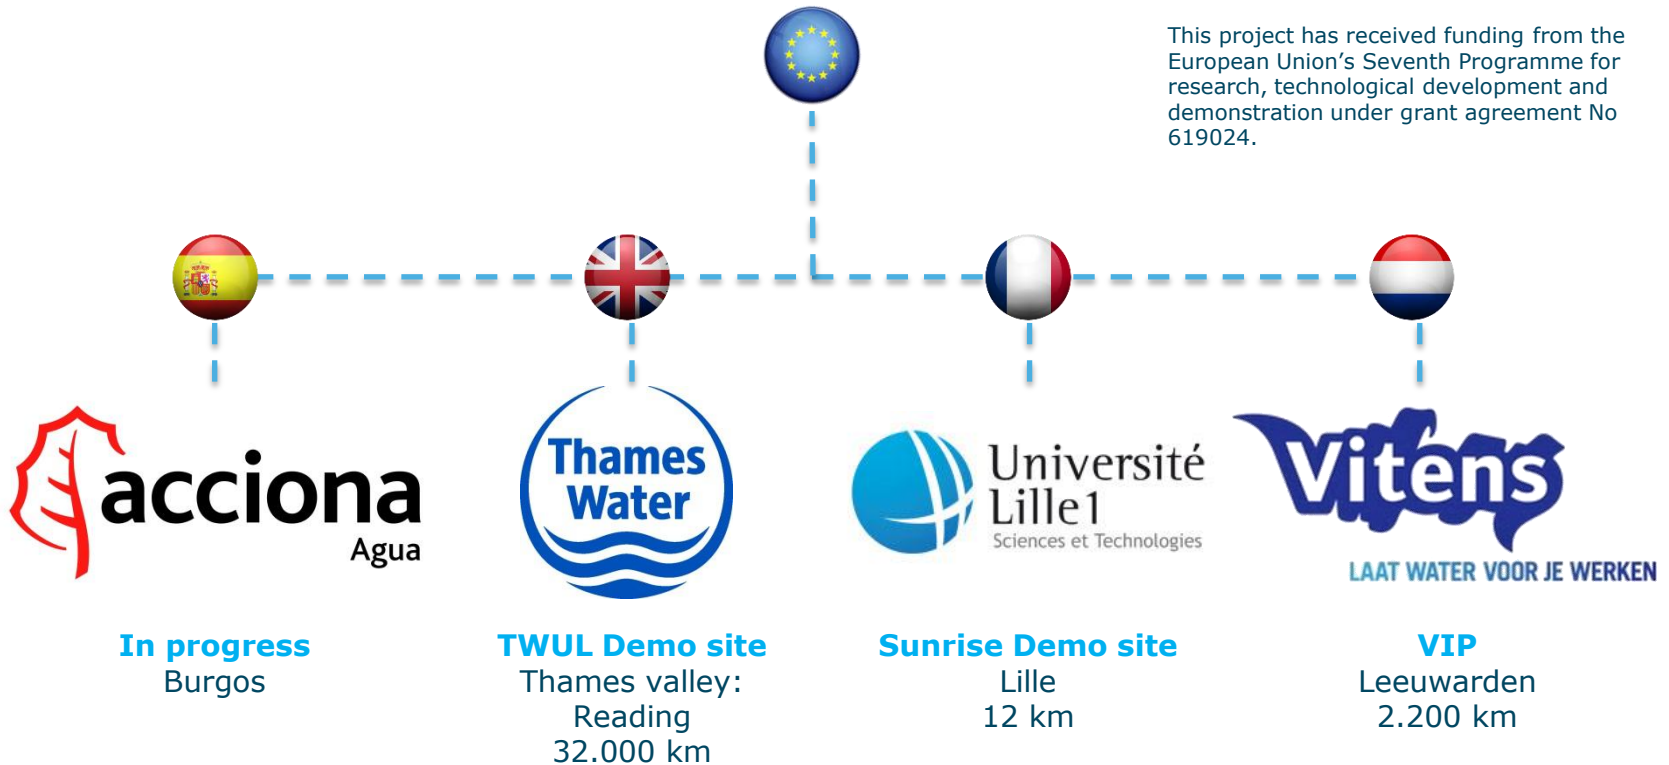 This project has received funding from the
European Union's Seventh Programme for
research, technological development and
demonstration under grant agreement No
619024.
acciona
Agua
Thames
Water
Université
Lille1
Sciences et Technologies
Vitens
LAAT WATER VOOR JE WERKEN
In progress
Burgos
TWUL Demo site
Thames valley:
Reading
32.000 km
Sunrise Demo site
Lille
12 km
VIP
Leeuwarden
2.200 km